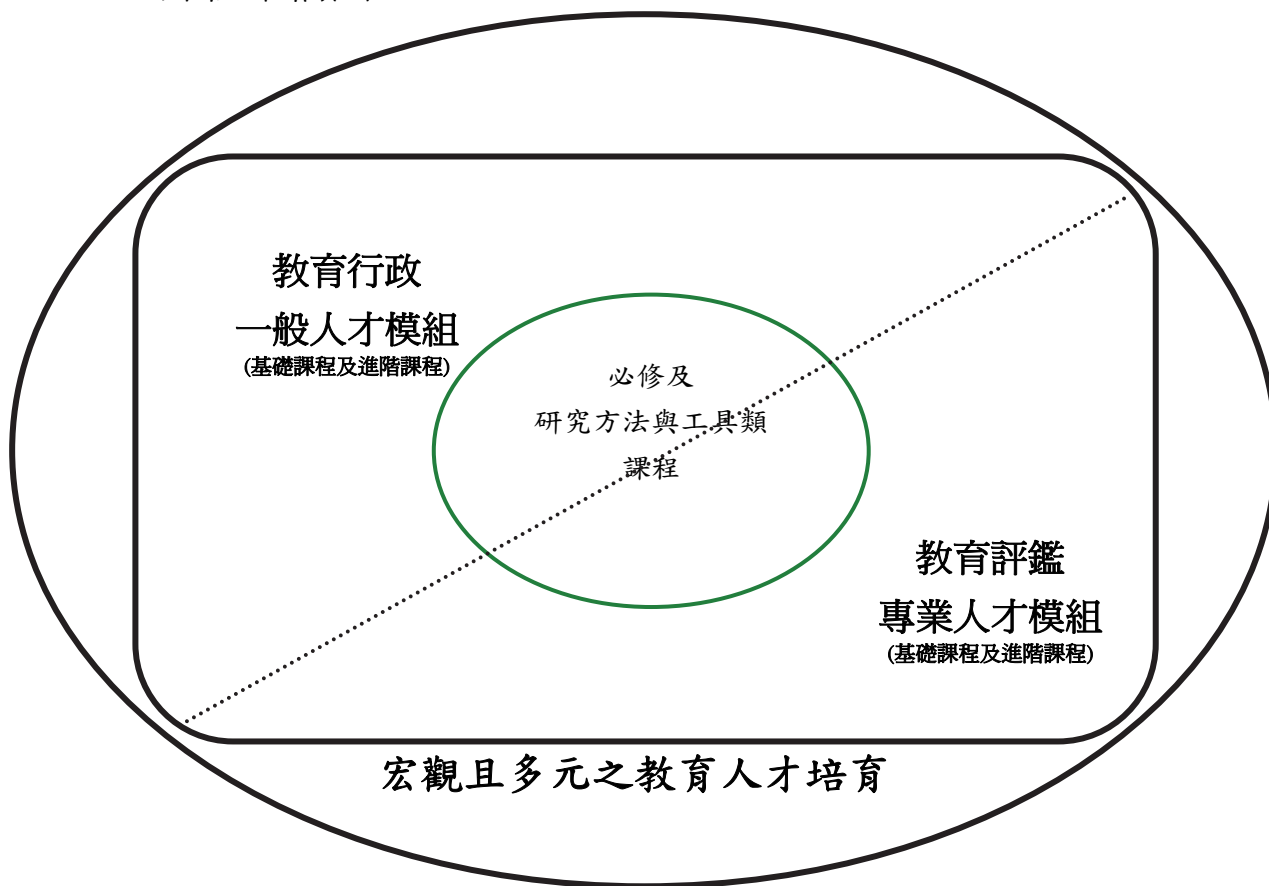 教育行政
一般人才模組
(基礎課程及進階課程)
必修及
研究方法與工具類
課程
教育評鑑
專業人才模組
(基礎課程及進階課程)
宏觀且多元之教育人才培育